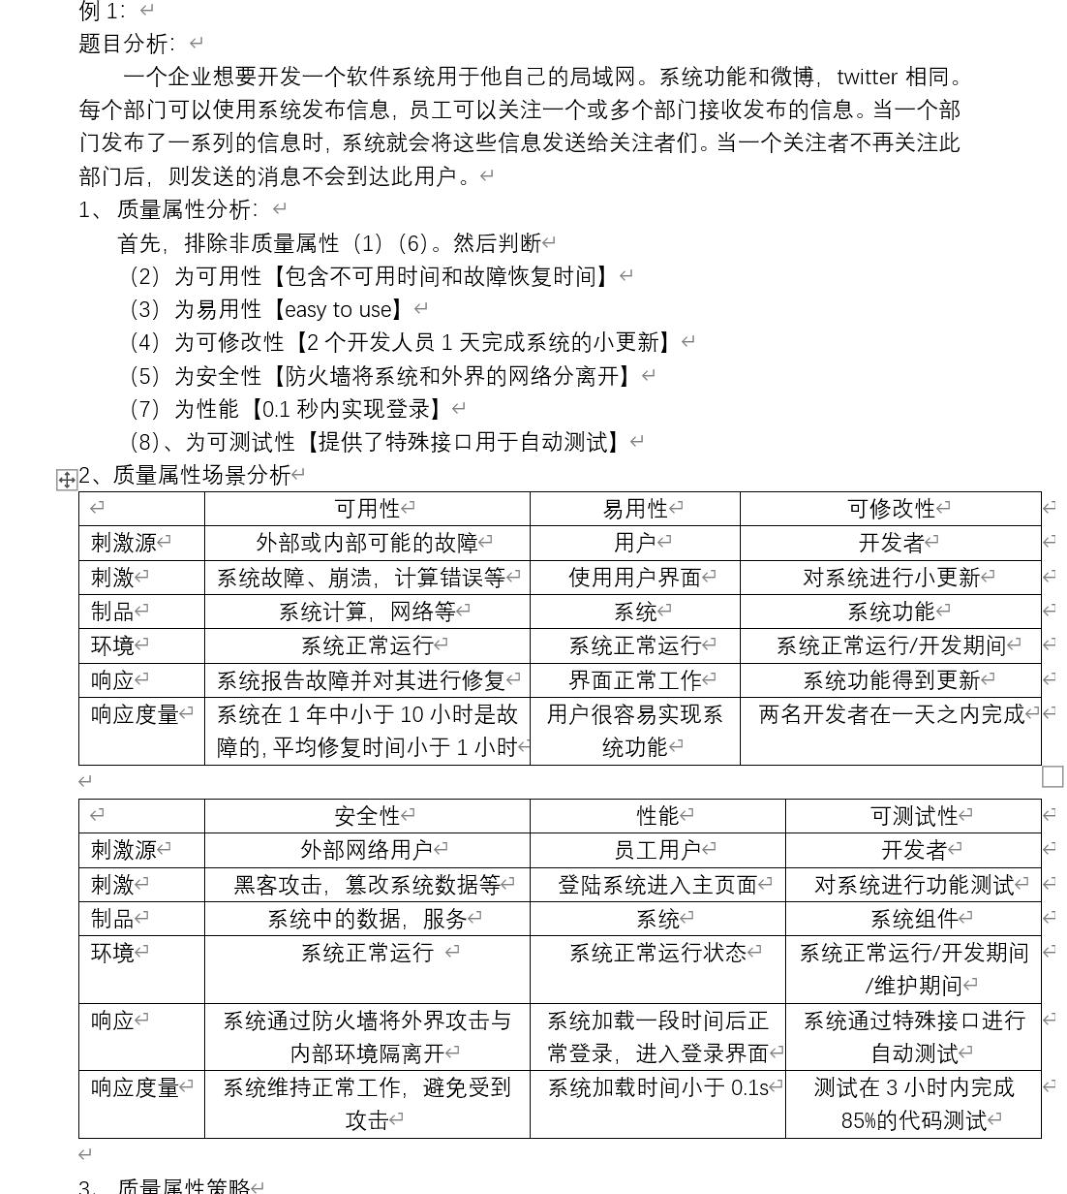 例 1：
题目分析：
一个企业想要开发一个软件系统用于他自己的局域网。系统功能和微博，twitter 相同。
每个部门可以使用系统发布信息，员工可以关注一个或多个部门接收发布的信息。当一个部
门发布了一系列的信息时，系统就会将这些信息发送给关注者们。当一个关注者不再关注此
部门后，则发送的消息不会到达此用户。
1、 质量属性分析：
首先，排除非质量属性（1）（6）。然后判断
（2）为可用性【包含不可用时间和故障恢复时间】
（3）为易用性【easy to use】
（4）为可修改性【2 个开发人员 1 天完成系统的小更新】
（5）为安全性【防火墙将系统和外界的网络分离开】
（7）为性能【0.1 秒内实现登录】
（8）、为可测试性【提供了特殊接口用于自动测试】
2、质量属性场景分析
可用性 易用性 可修改性
刺激源 外部或内部可能的故障 用户 开发者
刺激 系统故障、崩溃，计算错误等 使用用户界面 对系统进行小更新
制品 系统计算，网络等 系统 系统功能
环境 系统正常运行 系统正常运行 系统正常运行/开发期间
响应 系统报告故障并对其进行修复 界面正常工作 系统功能得到更新
响应度量 系统在 1 年中小于 10 小时是故 用户很容易实现系 两名开发者在一天之内完成
障的，平均修复时间小于 1 小时 统功能
安全性 性能 可测试性
刺激源 外部网络用户 员工用户 开发者
刺激 黑客攻击，篡改系统数据等 登陆系统进入主页面 对系统进行功能测试
制品 系统中的数据，服务 系统 系统组件
环境 系统正常运行 系统正常运行状态 系统正常运行/开发期间
/维护期间
响应 系统通过防火墙将外界攻击与 系统加载一段时间后正 系统通过特殊接口进行
内部环境隔离开 常登录，进入登录界面 自动测试
响应度量 系统维持正常工作，避免受到 系统加载时间小于 0.1s 测试在 3 小时内完成
攻击 85%的代码测试
3、 质量属性策略